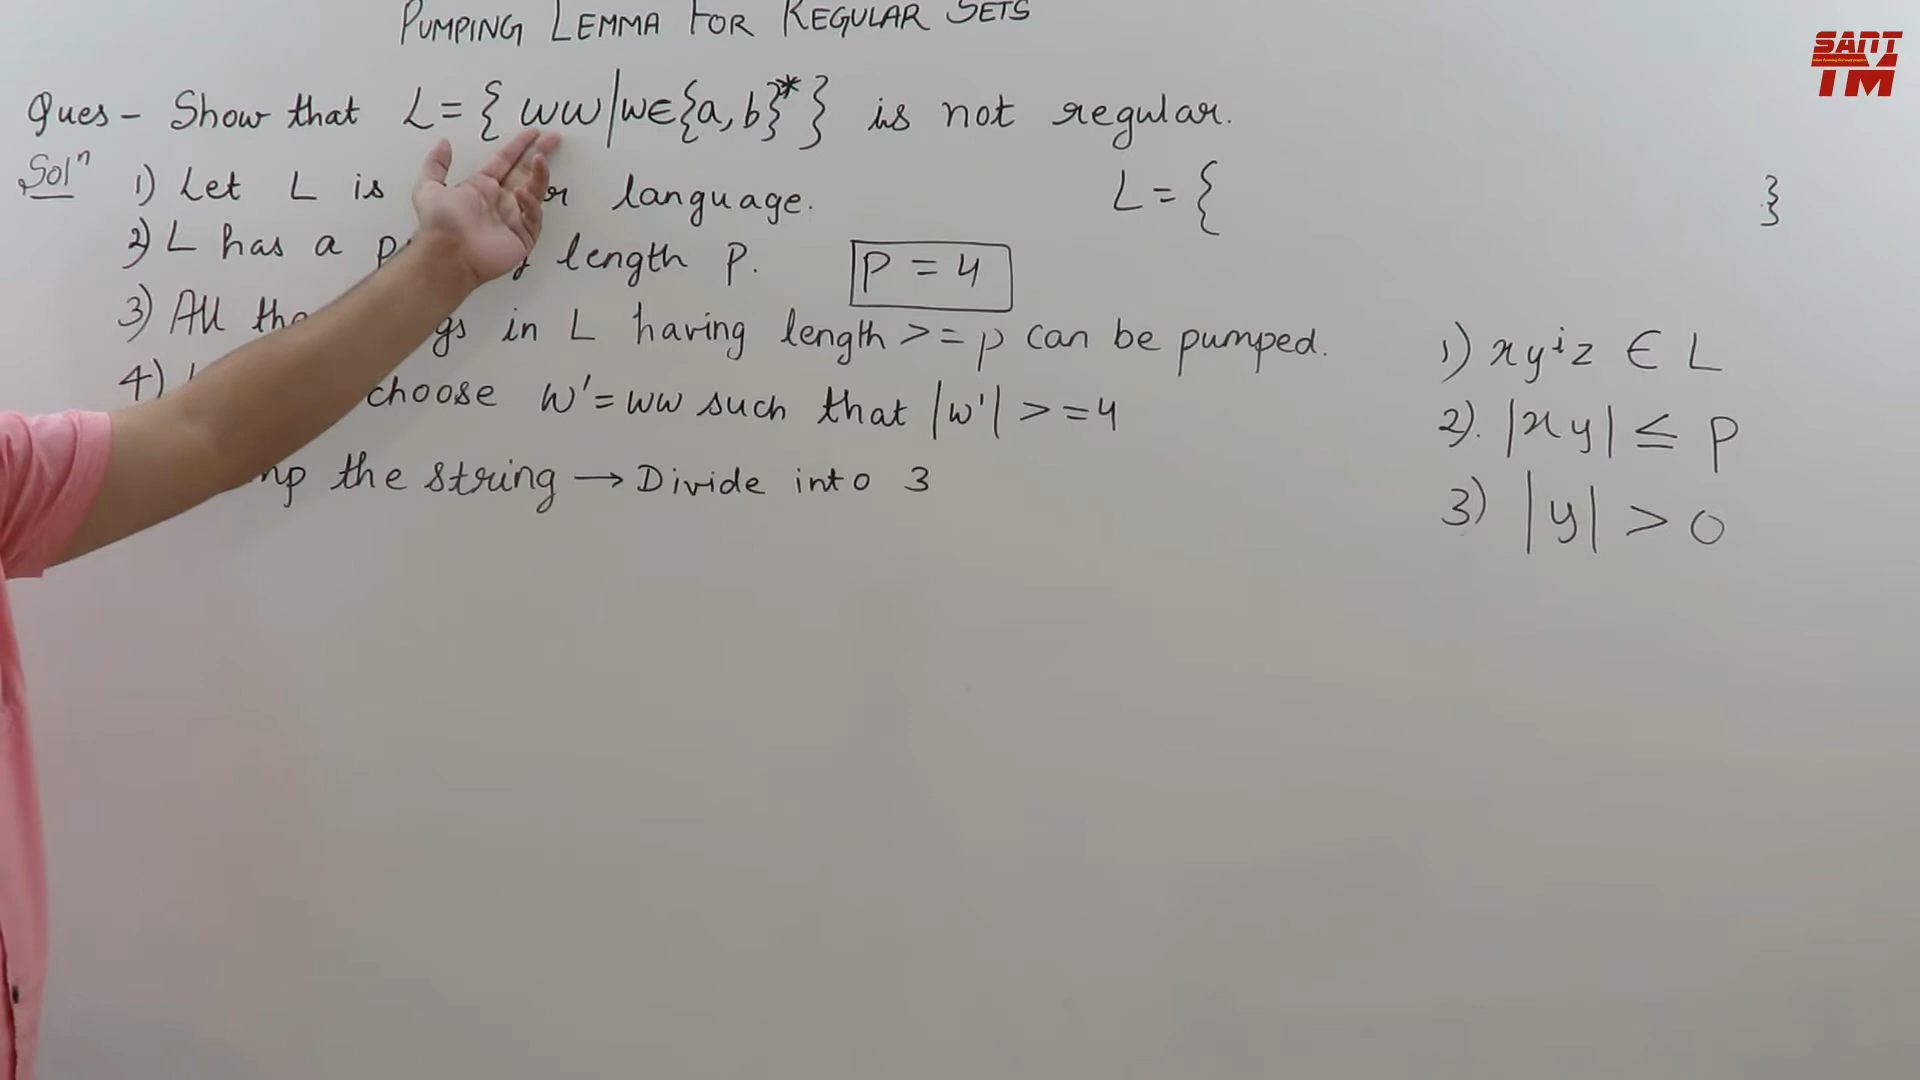 PUMPING LEMMA FOR REGULAR SETS
Ques - Show that L = { ww | w ∈ {a, b}* } is not regular.
Solⁿ
1) Let L is language.
L = { }
2) L has a length P.
P = 4
3) All in L having length >= p can be pumped.
4) choose w' = ww such that |w'| >= 4
the string → Divide into 3
1) xyⁱz ∈ L
2). |xy| ≤ P
3) |y| > 0
SANT
TM